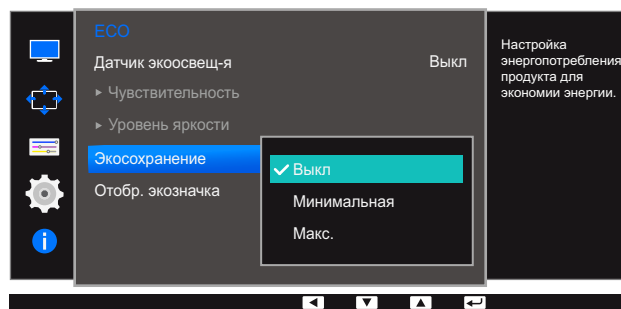 ECO
Датчик экоосвещ-я Выкл
Чувствительность
Уровень яркости
Экосохранение
Отобр. экозначка
Выкл
Минимальная
Макс.
Настройка
энергопотребления
продукта для
экономии энергии.